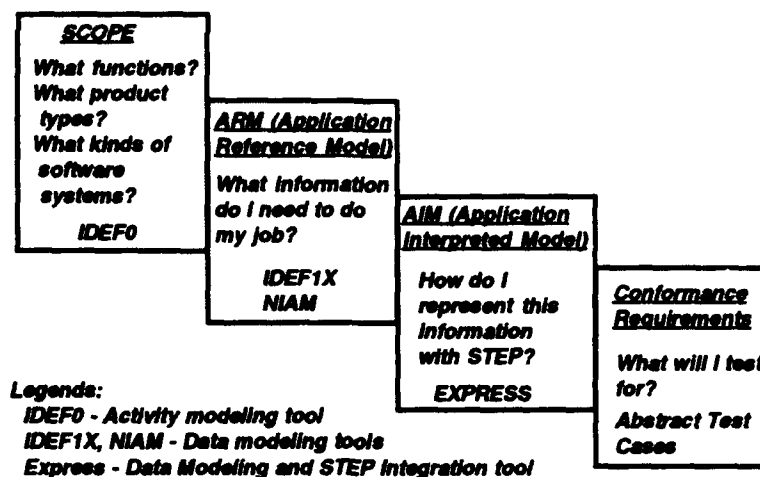 SCOPE
What functions?
What product
types?
What kinds of
software
systems?
IDEF0
ARM (Application
Reference Model)
What information
do I need to do
my job?
IDEF1X
NIAM
AIM (Application
Interpreted Model)
How do I
represent this
information
with STEP?
EXPRESS
Conformance
Requirements
What will I test
for?
Abstract Test
Cases
Legends:
IDEF0 - Activity modeling tool
IDEF1X, NIAM - Data modeling tools
Express - Data Modeling and STEP integration tool